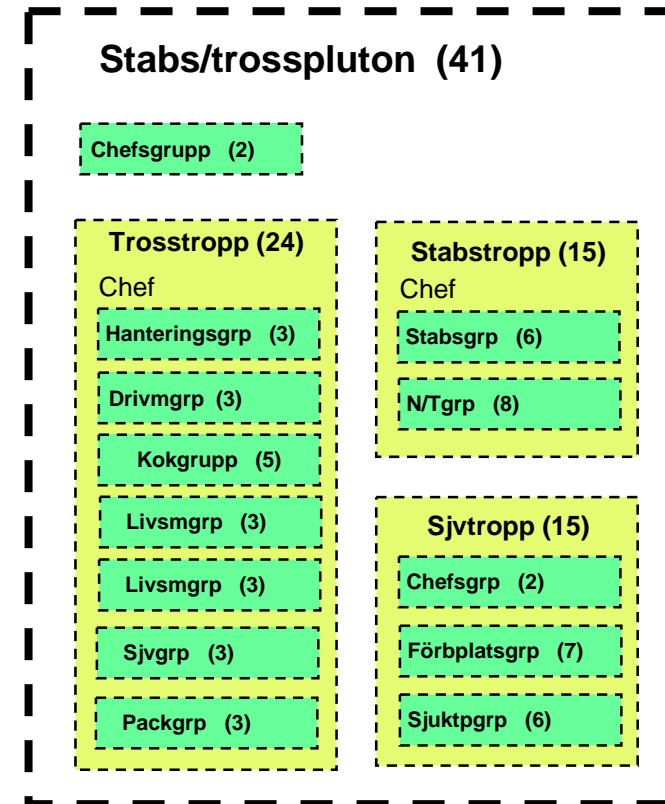 Stabs/trosspluton (41)
Chefsgrupp (2)
Trosstropp (24)
Chef
Hanteringsgrp (3)
Drivmgrp (3)
Kokgrupp (5)
Livsmgrp (3)
Livsmgrp (3)
Sjvgrp (3)
Packgrp (3)
Stabstropp (15)
Chef
Stabsgrp (6)
N/Tgrp (8)
Sjvtropp (15)
Chefsgrp (2)
Förbplatsgrp (7)
Sjuktpgrp (6)